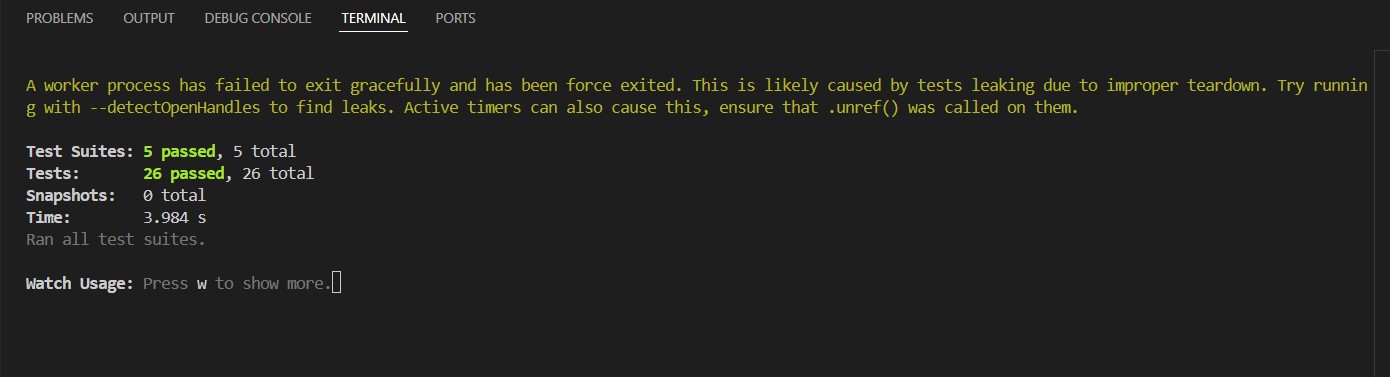 PROBLEMS OUTPUT DEBUG CONSOLE TERMINAL PORTS
A worker process has failed to exit gracefully and has been force exited. This is likely caused by tests leaking due to improper teardown. Try runnin
g with --detectOpenHandles to find leaks. Active timers can also cause this, ensure that .unref() was called on them.
Test Suites: 5 passed, 5 total
Tests:       26 passed, 26 total
Snapshots:   0 total
Time:        3.984 s
Ran all test suites.
Watch Usage: Press w to show more.